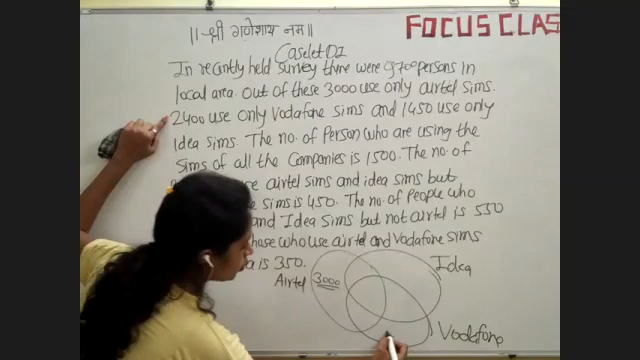 ॥-श्री गणेशाय नम॥
FOCUS CLAS
Caselet 01
In recently held survey there were 9700 persons in
local area. Out of these 3000 use only airtel sims.
2400 use only Vodafone sims and 1450 use only
Idea sims. The no. of Person who are using the
sims of all the Companies is 1500. The no. of
airtel sims and idea sims but
sims is 450. The no. of People who
and Idea Sims but not airtel is 550
those who use airtel and Vodafone sims
is 350.
Airtel
3000
Idea
Vodafone